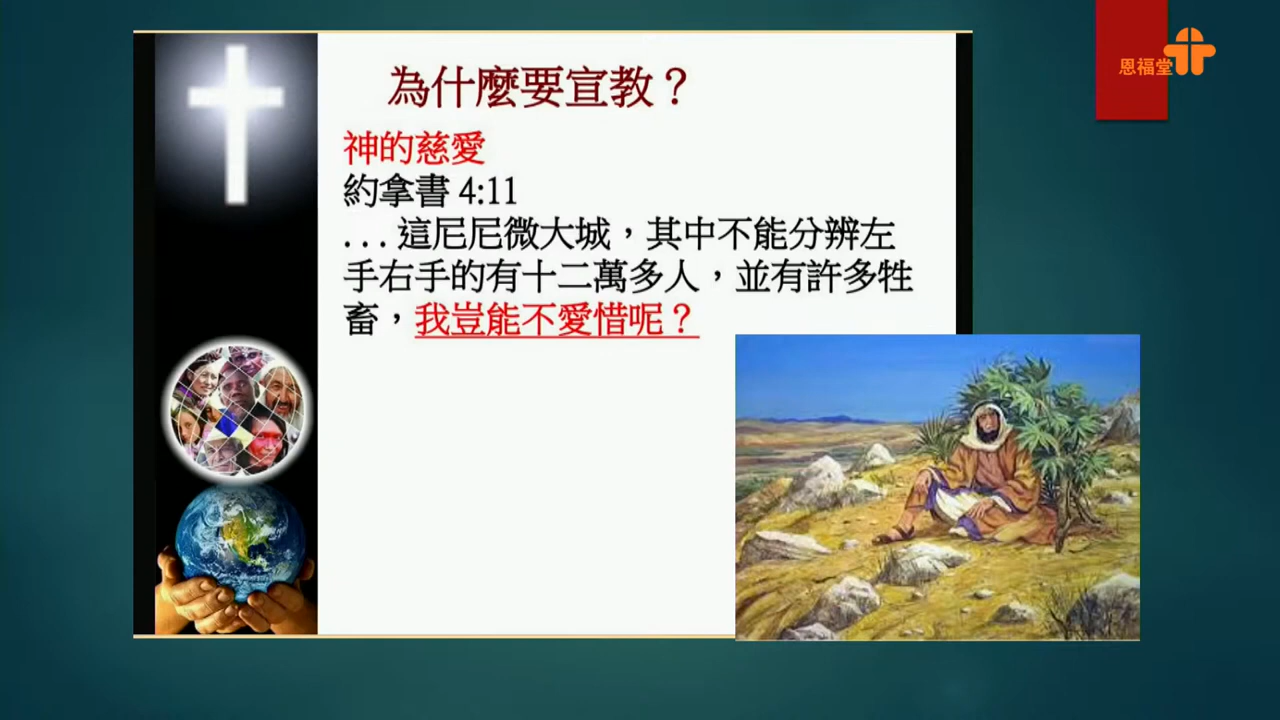 恩福堂
為什麼要宣教？
神的慈愛
約拿書 4:11
... 這尼尼微大城，其中不能分辨左
手右手的有十二萬多人，並有許多牲
畜，我豈能不愛惜呢？